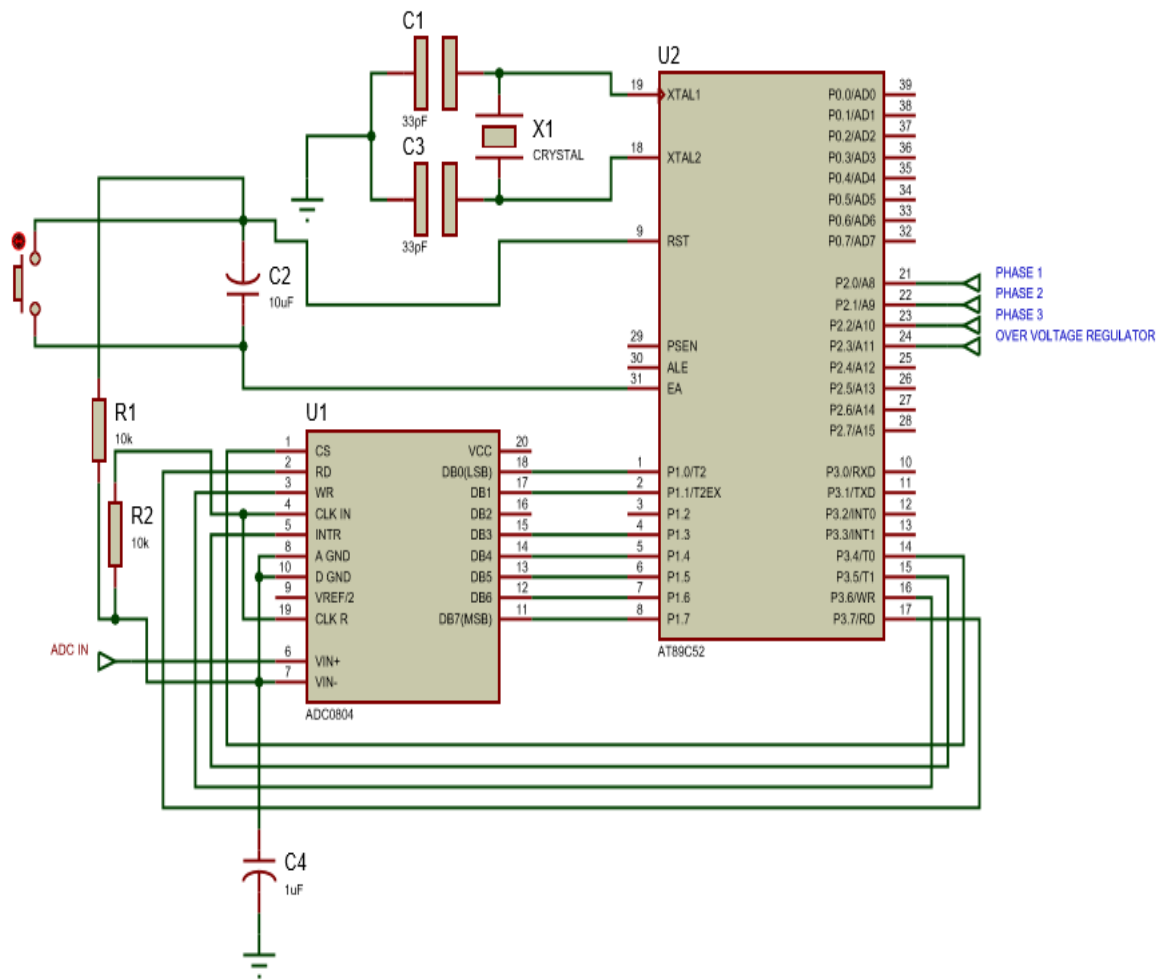 C1
33pF
C3
33pF
X1
CRYSTAL
C2
10uF
R1
10k
R2
10k
U1
1 CS VCC 20
2 RD DB0(LSB) 18
3 WR DB1 17
4 CLK IN DB2 16
5 INTR DB3 15
8 A GND DB4 14
10 D GND DB5 13
9 VREF/2 DB6 12
19 CLK R DB7(MSB) 11
6 VIN+
7 VIN-
ADC0804
ADC IN
C4
1uF
U2
19 XTAL1 P0.0/AD0 39
P0.1/AD1 38
P0.2/AD2 37
18 XTAL2 P0.3/AD3 36
P0.4/AD4 35
P0.5/AD5 34
P0.6/AD6 33
9 RST P0.7/AD7 32
P2.0/A8 21 PHASE 1
P2.1/A9 22 PHASE 2
P2.2/A10 23 PHASE 3
29 PSEN P2.3/A11 24 OVER VOLTAGE REGULATOR
30 ALE P2.4/A12 25
31 EA P2.5/A13 26
P2.6/A14 27
P2.7/A15 28
1 P1.0/T2 P3.0/RXD 10
2 P1.1/T2EX P3.1/TXD 11
3 P1.2 P3.2/INT0 12
4 P1.3 P3.3/INT1 13
5 P1.4 P3.4/T0 14
6 P1.5 P3.5/T1 15
7 P1.6 P3.6/WR 16
8 P1.7 P3.7/RD 17
AT89C52